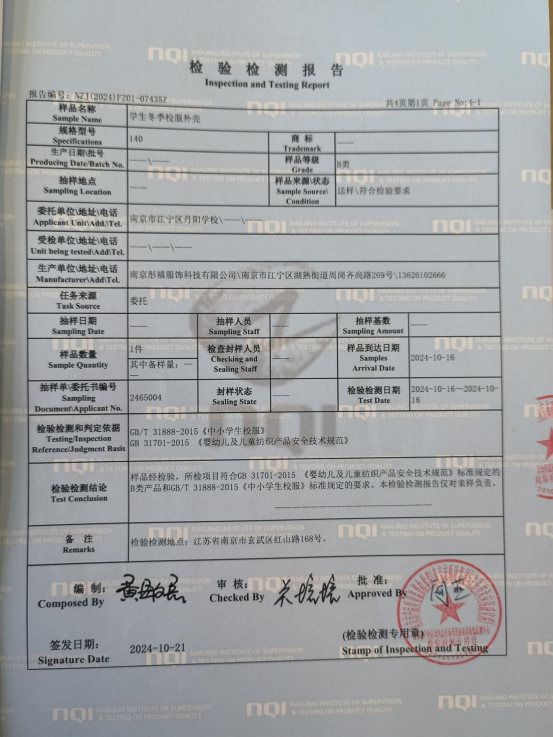 检 验 检 测 报 告
Inspection and Testing Report
报告编号：NZJ(2024)FZ01-07435Z
共4页第1页 Page No:4-1
样品名称 Sample Name 学生冬季校服外壳
规格型号 Specifications 140 商 标 Trademark ——
生产日期\批号 Producing Date/Batch No. ——\—— 样品等级 Grade B类
抽样地点 Sampling Location —— 样品来源\状态 Sample Source\ Condition 送样\符合检验要求
委托单位\地址\电话 Applicant Unit\Add.\Tel. 南京市江宁区丹阳学校\——\——
受检单位\地址\电话 Unit being tested\Add\Tel. ——\——\——
生产单位\地址\电话 Manufacturer\Add\Tel. 南京彤禧服饰科技有限公司\南京市江宁区湖熟街道周岗齐尚路269号\13626102666
任务来源 Task Source 委托
抽样日期 Sampling Date —— 抽样人员 Sampling Staff —— 抽样基数 Sampling Amount ——
样品数量 Sample Quantity 1件 其中备样量：—— 检查封样人员 Checking and Sealing Staff —— 样品到达日期 Samples Arrival Date 2024-10-16
抽样单\委托书编号 Sampling Document\Applicant No. 2465004 封样状态 Sealing State —— 检验检测日期 Test Date 2024-10-16～2024-10-18
检验检测和判定依据 Testing/Inspection Reference/Judgment Basis
GB/T 31888-2015《中小学生校服》
GB 31701-2015 《婴幼儿及儿童纺织产品安全技术规范》
检验检测结论 Test Conclusion
样品经检验，所检项目符合GB 31701-2015 《婴幼儿及儿童纺织产品安全技术规范》标准规定的
B类产品和GB/T 31888-2015《中小学生校服》标准规定的要求。本检验检测报告仅对来样负责。
备 注 Remarks 检验检测地点：江苏省南京市玄武区红山路168号。
编 制： Composed By 审 核： Checked By 批 准： Approved By
签发日期： Signature Date 2024-10-21
(检验检测专用章)
Stamp of Inspection and Testing
nqi NANJING INSTITUTE OF SUPERVISION
& TESTING ON PRODUCT QUALITY